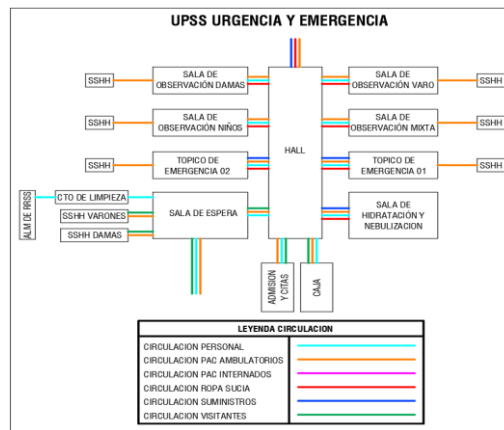 UPSS URGENCIA Y EMERGENCIA
SSHH
SALA DE
OBSERVACIÓN DAMAS
SALA DE
OBSERVACIÓN VARO
SSHH
SSHH
SALA DE
OBSERVACIÓN NIÑOS
SALA DE
OBSERVACIÓN MIXTA
SSHH
HALL
SSHH
TOPICO DE
EMERGENCIA 02
TOPICO DE
EMERGENCIA 01
SSHH
ALM DE RRSS
CTO DE LIMPIEZA
SSHH VARONES
SSHH DAMAS
SALA DE ESPERA
SALA DE
HIDRATACIÓN Y
NEBULIZACION
ADMISION
Y CITAS
CAJA
LEYENDA CIRCULACION
CIRCULACION PERSONAL
CIRCULACION PAC AMBULATORIOS
CIRCULACION PAC INTERNADOS
CIRCULACION ROPA SUCIA
CIRCULACION SUMINISTROS
CIRCULACION VISITANTES